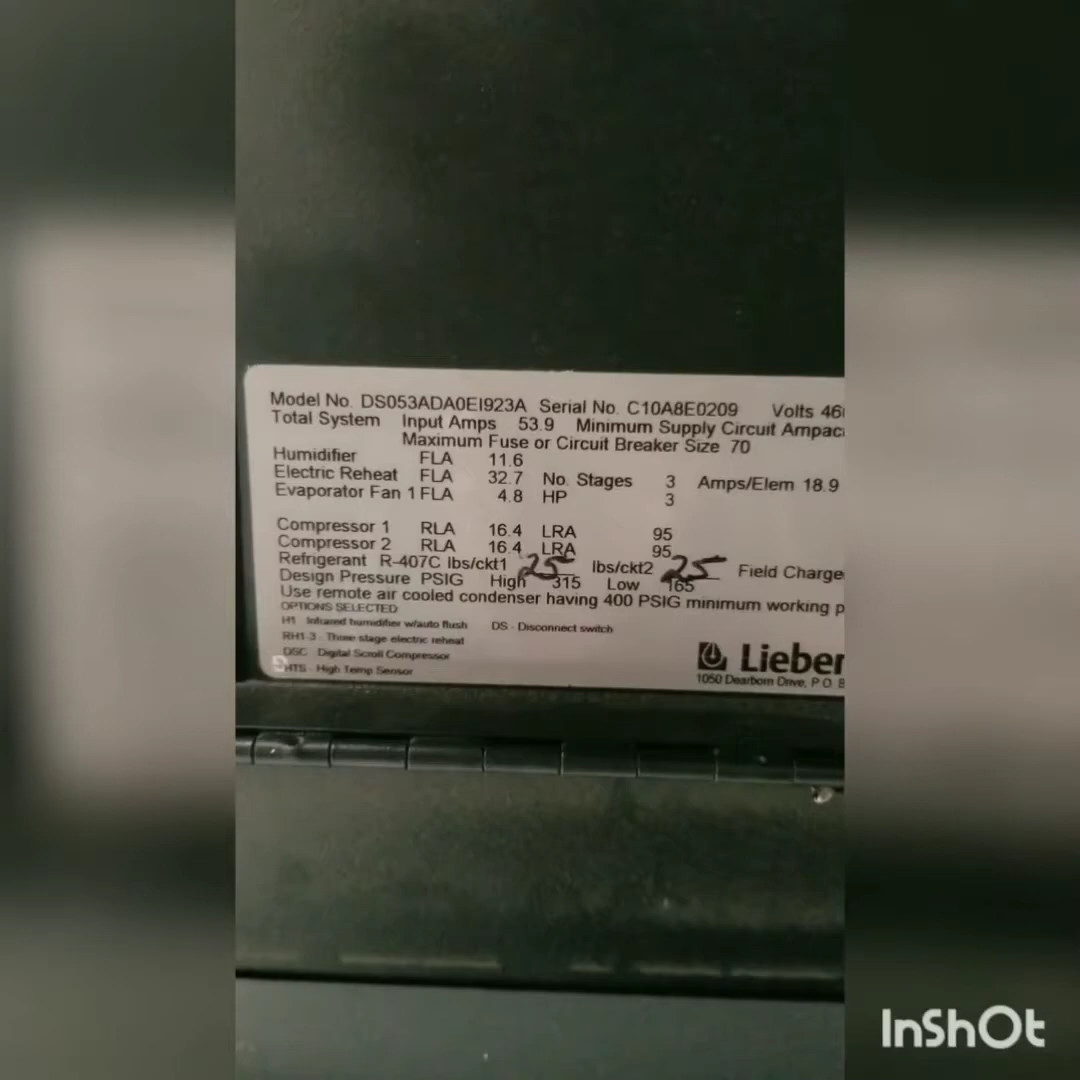 Model No. DS053ADA0EI923A Serial No. C10A8E0209 Volts 46
Total System Input Amps 53.9 Minimum Supply Circuit Ampac
Maximum Fuse or Circuit Breaker Size 70
Humidifier FLA 11.6
Electric Reheat FLA 32.7 No. Stages 3 Amps/Elem 18.9
Evaporator Fan 1 FLA 4.8 HP 3
Compressor 1 RLA 16.4 LRA 95
Compressor 2 RLA 16.4 LRA 95
Refrigerant R-407C lbs/ckt1 25 lbs/ckt2 25 Field Charge
Design Pressure PSIG High 315 Low 165
Use remote air cooled condenser having 400 PSIG minimum working p
OPTIONS SELECTED
H1 Infrared humidifier w/auto flush DS - Disconnect switch
RH1-3 - Three stage electric reheat
DSC Digital Scroll Compressor
HTS - High Temp Sensor
Lieber
1050 Dearborn Drive, P.O. B
InShOt